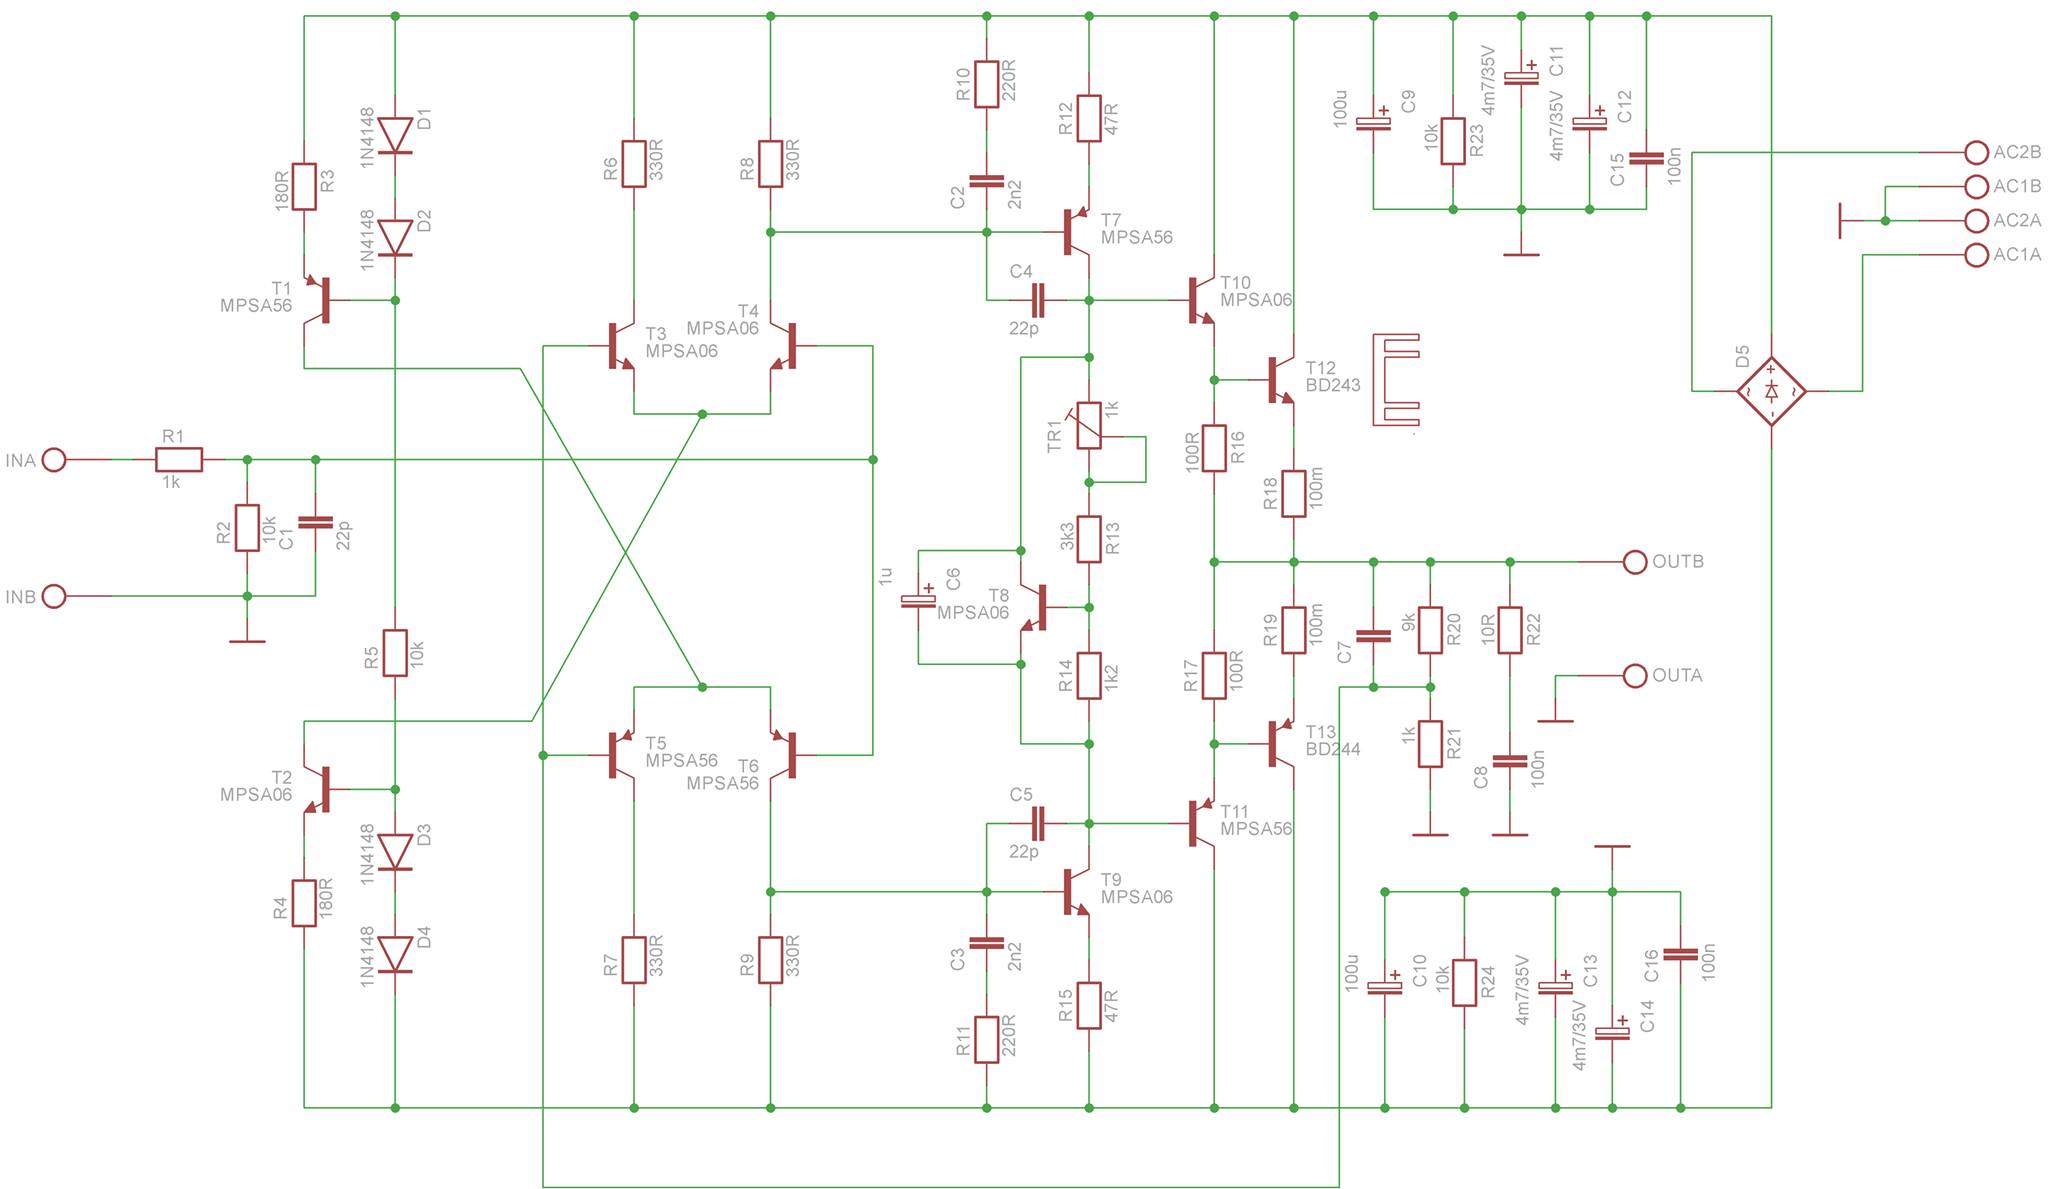 R3
180R
D1
1N4148
D2
1N4148
T1
MPSA56
R6
330R
R8
330R
R10
220R
C2
2n2
R12
47R
T7
MPSA56
C4
22p
T3
MPSA06
T4
MPSA06
T10
MPSA06
T12
BD243
100u
+
C9
10k
R23
4m7/35V
+
C11
4m7/35V
+
C12
C15
100n
AC2B
AC1B
AC2A
AC1A
D5
+
~
~
-
INA
R1
1k
R2
10k
C1
22p
INB
TR1
1k
3k3
R13
1u
+
C6
T8
MPSA06
R14
1k2
100R
R16
R18
100m
R19
100m
R17
100R
OUTB
C7
9k
R20
10R
R22
OUTA
1k
R21
C8
100n
T13
BD244
T11
MPSA56
R5
10k
T5
MPSA56
T6
MPSA56
T2
MPSA06
D3
1N4148
R4
180R
D4
1N4148
R7
330R
R9
330R
C5
22p
T9
MPSA06
C3
2n2
R11
220R
R15
47R
100u
+
C10
10k
R24
4m7/35V
+
C13
4m7/35V
+
C14
C16
100n